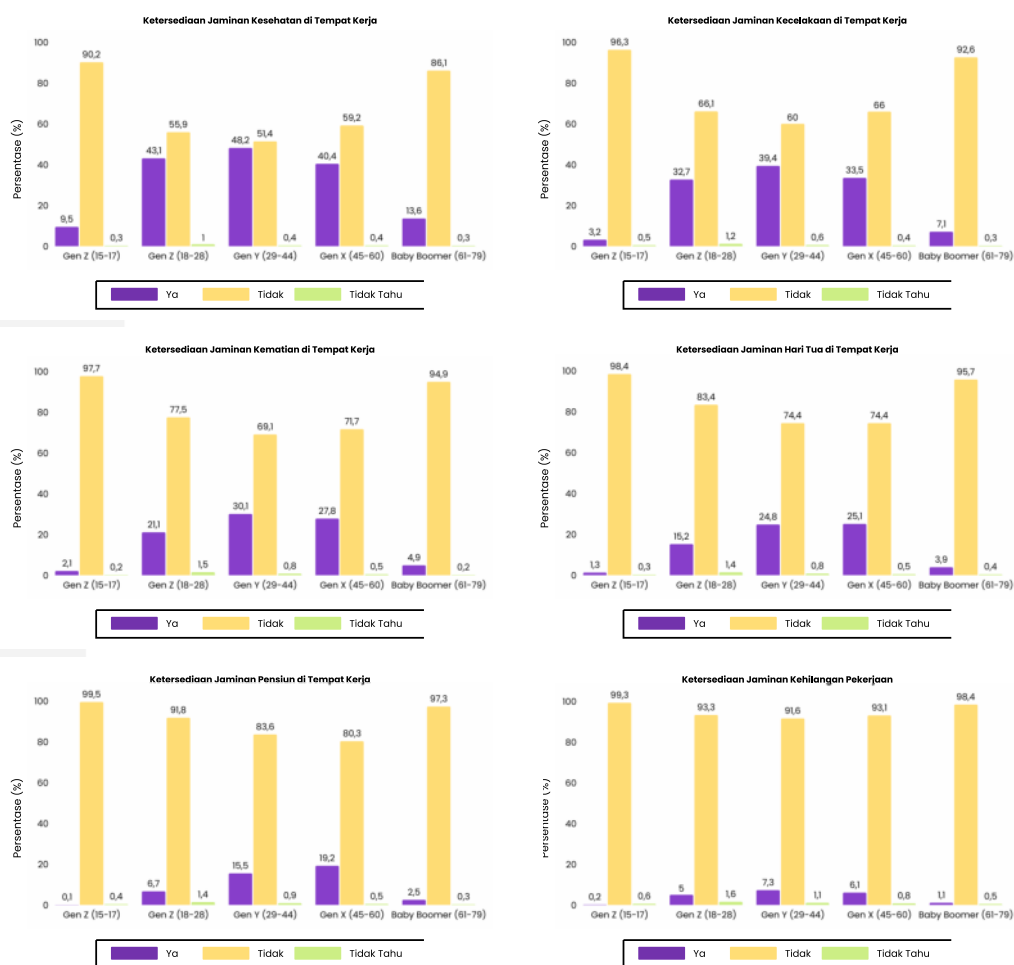 Ketersediaan Jaminan Kesehatan di Tempat Kerja
Persentase (%)
100
80
60
40
20
0
9,5 90,2 0,3
43,1 55,9 1
48,2 51,4 0,4
40,4 59,2 0,4
13,6 86,1 0,3
Gen Z (15-17) Gen Z (18-28) Gen Y (29-44) Gen X (45-60) Baby Boomer (61-79)
Ya Tidak Tidak Tahu
Ketersediaan Jaminan Kecelakaan di Tempat Kerja
Persentase (%)
100
80
60
40
20
0
3,2 96,3 0,5
32,7 66,1 1,2
39,4 60 0,6
33,5 66 0,4
7,1 92,6 0,3
Gen Z (15-17) Gen Z (18-28) Gen Y (29-44) Gen X (45-60) Baby Boomer (61-79)
Ya Tidak Tidak Tahu
Ketersediaan Jaminan Kematian di Tempat Kerja
Persentase (%)
100
80
60
40
20
0
2,1 97,7 0,2
21,1 77,5 1,5
30,1 69,1 0,8
27,8 71,7 0,5
4,9 94,9 0,2
Gen Z (15-17) Gen Z (18-28) Gen Y (29-44) Gen X (45-60) Baby Boomer (61-79)
Ya Tidak Tidak Tahu
Ketersediaan Jaminan Hari Tua di Tempat Kerja
Persentase (%)
100
80
60
40
20
0
1,3 98,4 0,3
15,2 83,4 1,4
24,8 74,4 0,8
25,1 74,4 0,5
3,9 95,7 0,4
Gen Z (15-17) Gen Z (18-28) Gen Y (29-44) Gen X (45-60) Baby Boomer (61-79)
Ya Tidak Tidak Tahu
Ketersediaan Jaminan Pensiun di Tempat Kerja
Persentase (%)
100
80
60
40
20
0
0,1 99,5 0,4
6,7 91,8 1,4
15,5 83,6 0,9
19,2 80,3 0,5
2,5 97,3 0,3
Gen Z (15-17) Gen Z (18-28) Gen Y (29-44) Gen X (45-60) Baby Boomer (61-79)
Ya Tidak Tidak Tahu
Ketersediaan Jaminan Kehilangan Pekerjaan
Persentase (%)
100
80
60
40
20
0
0,2 99,3 0,6
5 93,3 1,6
7,3 91,6 1,1
6,1 93,1 0,8
1,1 98,4 0,5
Gen Z (15-17) Gen Z (18-28) Gen Y (29-44) Gen X (45-60) Baby Boomer (61-79)
Ya Tidak Tidak Tahu